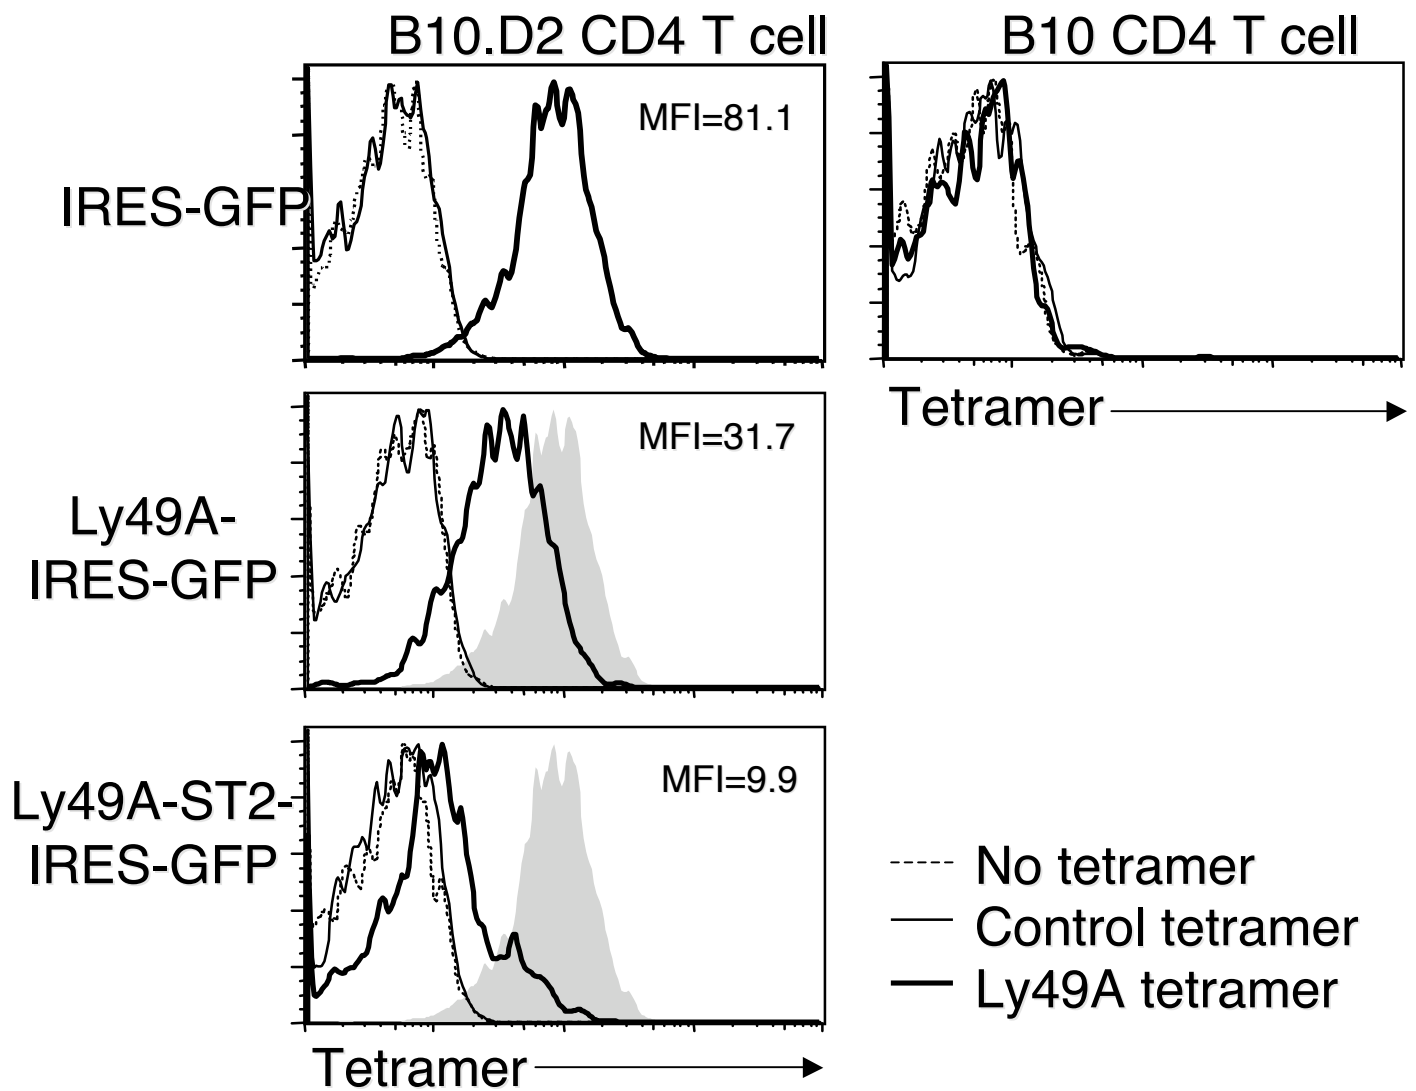 B10.D2 CD4 T cell
B10 CD4 T cell
IRES-GFP
MFI=81.1
Tetramer
Ly49A-
IRES-GFP
MFI=31.7
Ly49A-ST2-
IRES-GFP
MFI=9.9
Tetramer
No tetramer
Control tetramer
Ly49A tetramer